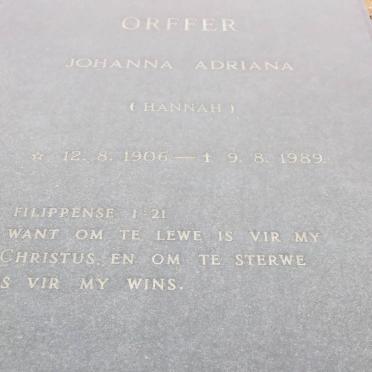 ORFFER
JOHANNA ADRIANA
( HANNAH )
☆ 12. 8. 1906 — ✝ 9. 8. 1989.
FILIPPENSE 1:21
WANT OM TE LEWE IS VIR MY
CHRISTUS, EN OM TE STERWE
S VIR MY WINS.